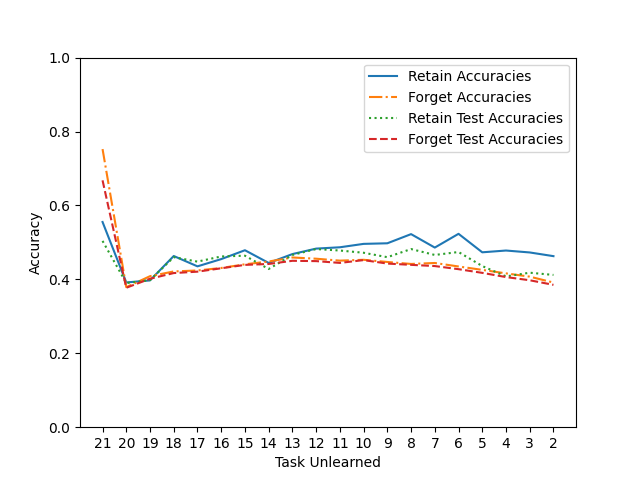 1.0
0.8
0.6
0.4
0.2
0.0
Accuracy
Retain Accuracies
Forget Accuracies
Retain Test Accuracies
Forget Test Accuracies
21 20 19 18 17 16 15 14 13 12 11 10 9 8 7 6 5 4 3 2
Task Unlearned